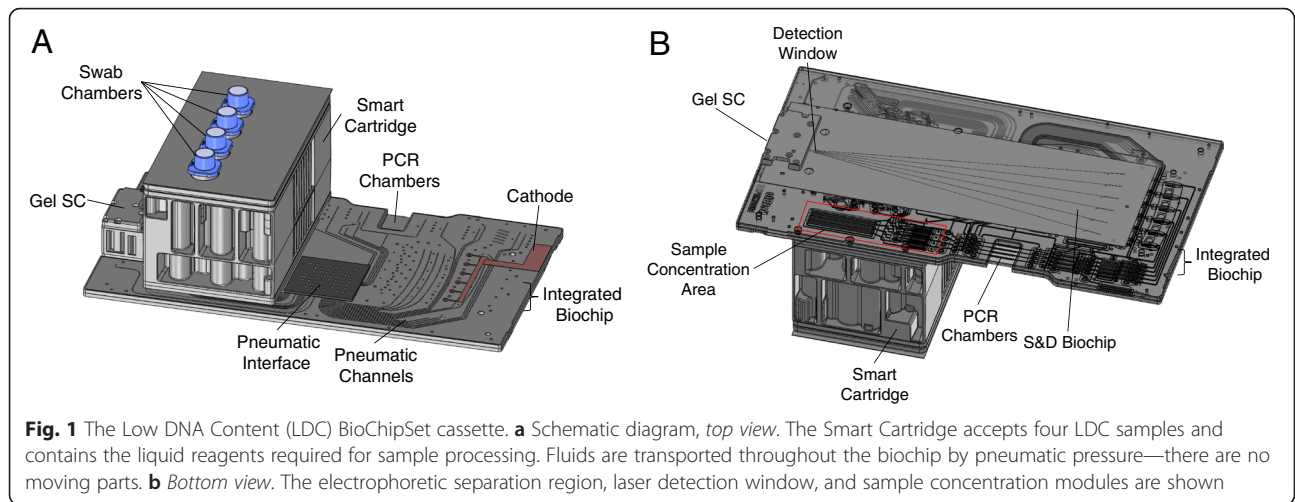 A
Swab
Chambers
Smart
Cartridge
PCR
Chambers
Gel SC
Cathode
Integrated
Biochip
Pneumatic
Interface
Pneumatic
Channels
B
Detection
Window
Gel SC
Sample
Concentration
Area
Integrated
Biochip
PCR
Chambers
S&D Biochip
Smart
Cartridge
Fig. 1 The Low DNA Content (LDC) BioChipSet cassette. a Schematic diagram, top view. The Smart Cartridge accepts four LDC samples and
contains the liquid reagents required for sample processing. Fluids are transported throughout the biochip by pneumatic pressure—there are no
moving parts. b Bottom view. The electrophoretic separation region, laser detection window, and sample concentration modules are shown